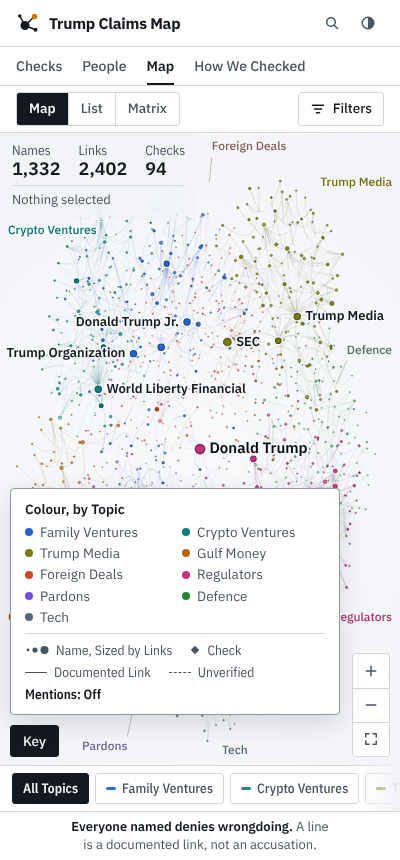 Trump Claims Map
Checks People Map How We Checked
Map List Matrix Filters
Names Links Checks
1,332 2,402 94
Nothing selected
Foreign Deals
Trump Media
Crypto Ventures
Donald Trump Jr.
Trump Media
SEC
Trump Organization
Defence
World Liberty Financial
Donald Trump
Colour, by Topic
Family Ventures Crypto Ventures
Trump Media Gulf Money
Foreign Deals Regulators
Pardons Defence
Tech
Name, Sized by Links Check
Documented Link Unverified
Mentions: Off
egulators
Key
Pardons
Tech
All Topics Family Ventures Crypto Ventures
Everyone named denies wrongdoing. A line
is a documented link, not an accusation.